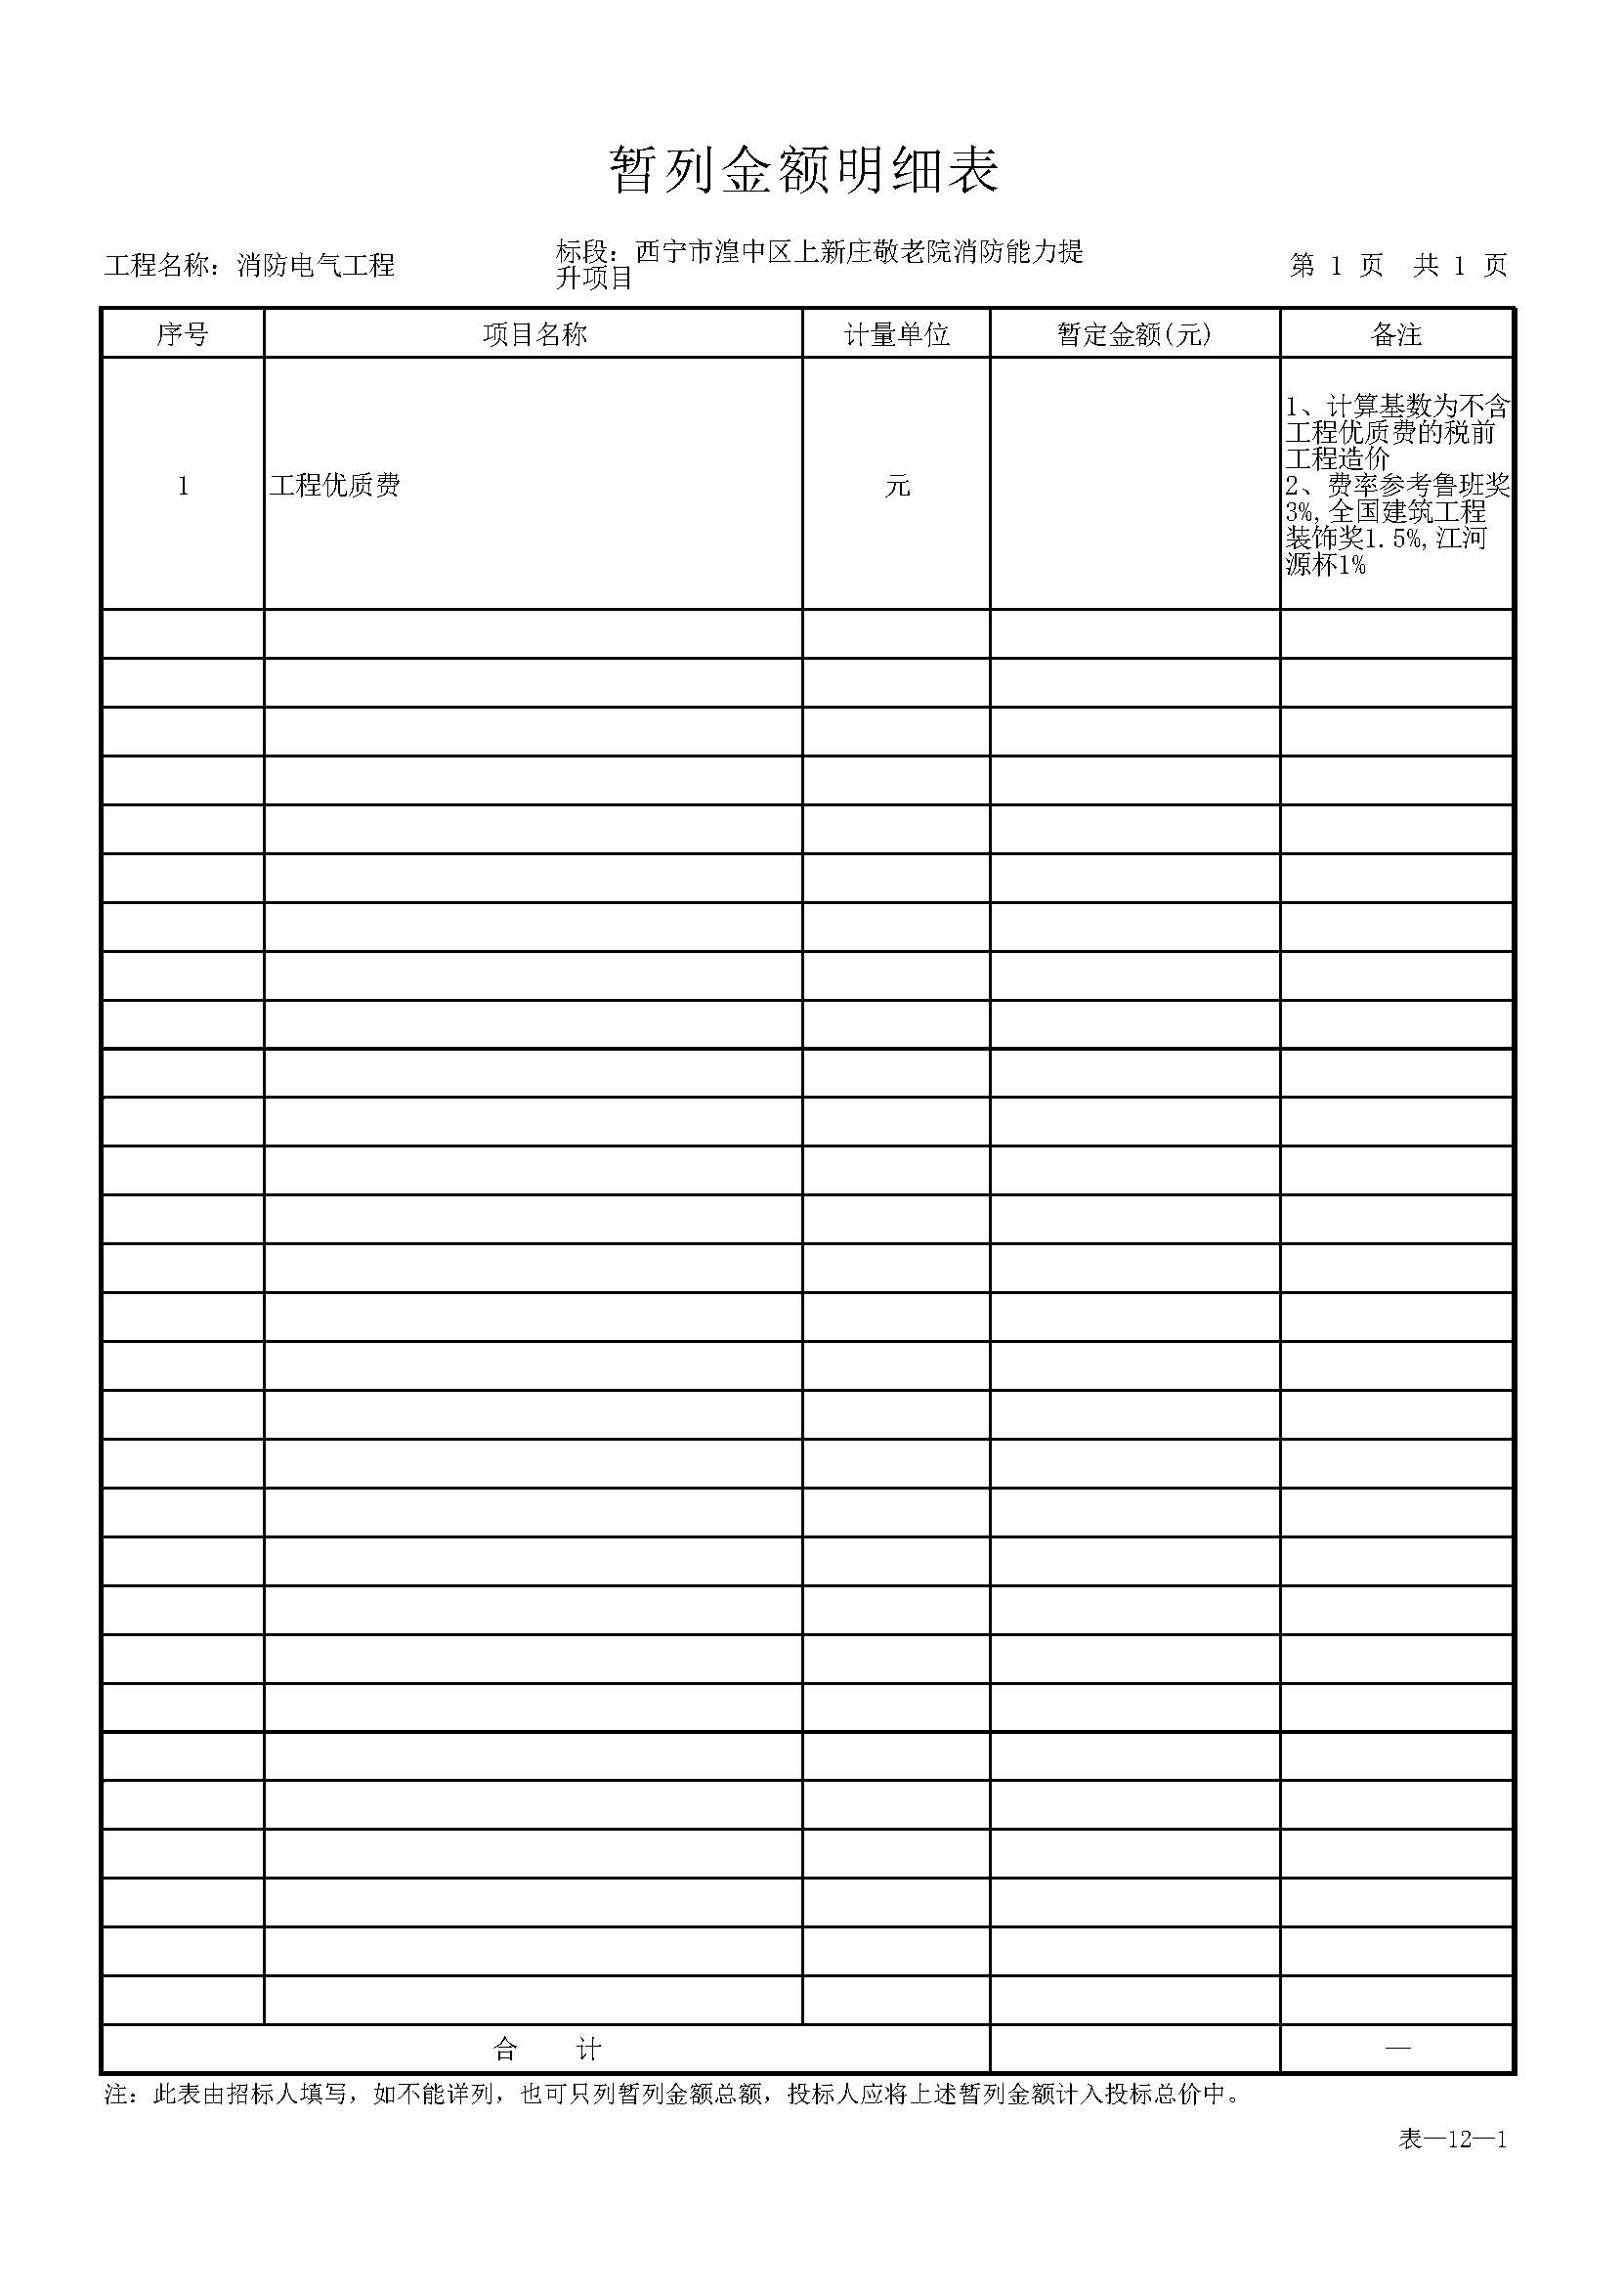 暂列金额明细表
工程名称：消防电气工程
标段：西宁市湟中区上新庄敬老院消防能力提
升项目
第 1 页 共 1 页
序号 项目名称 计量单位 暂定金额(元) 备注
1 工程优质费 元
1、计算基数为不含
工程优质费的税前
工程造价
2、费率参考鲁班奖
3%,全国建筑工程
装饰奖1.5%,江河
源杯1%
合 计 —
注：此表由招标人填写，如不能详列，也可只列暂列金额总额，投标人应将上述暂列金额计入投标总价中。
表—12—1